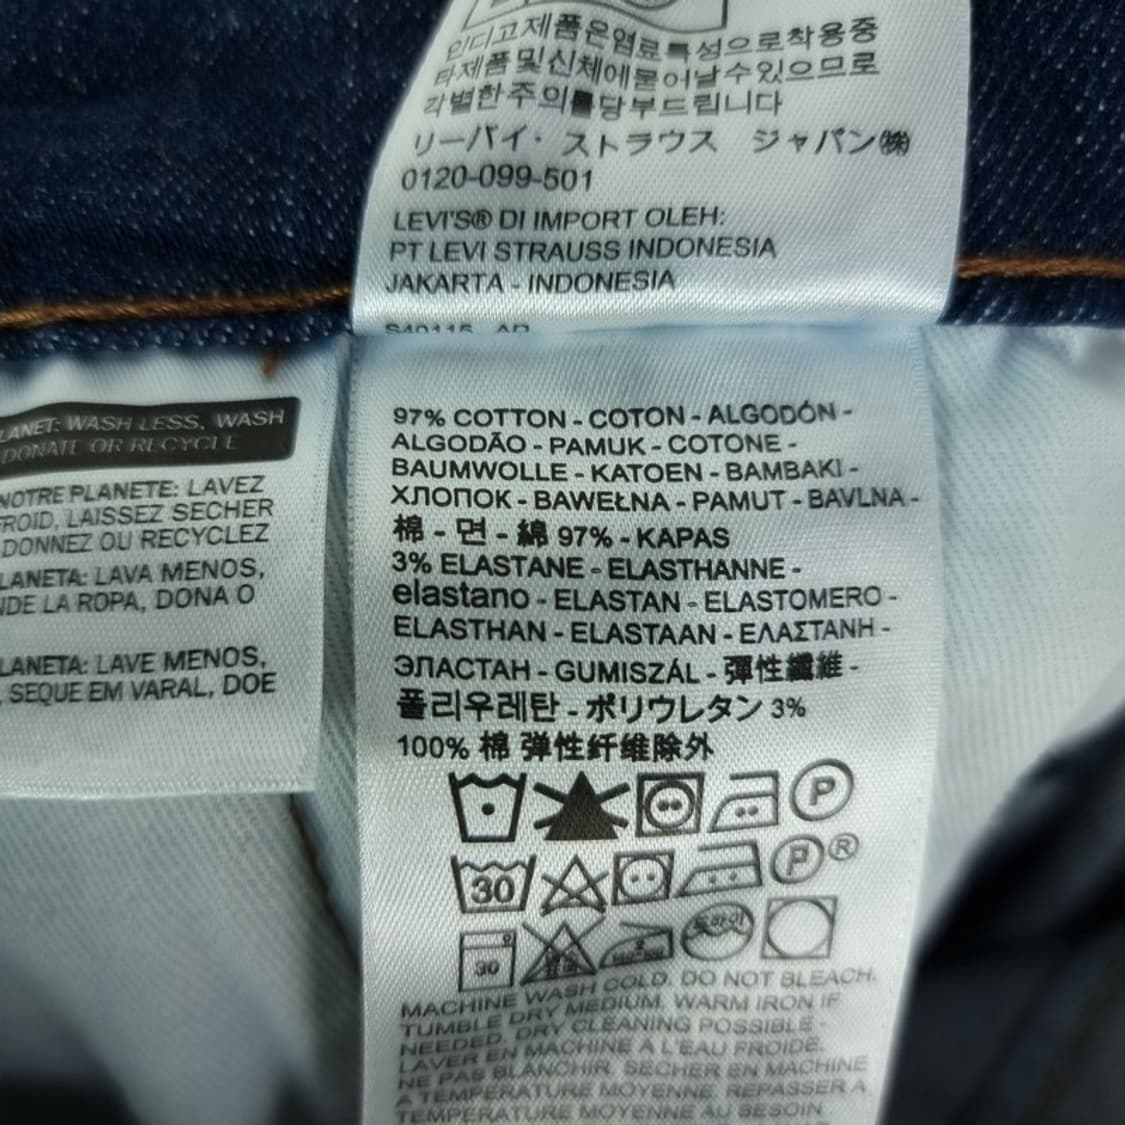 인디고제품은염료특성으로착용중
타제품및신체에묻어날수있으므로
각별한주의를당부드립니다
リーバイ・ストラウス ジャパン㈱
0120-099-501
LEVI'S® DI IMPORT OLEH:
PT LEVI STRAUSS INDONESIA
JAKARTA - INDONESIA
S40115 AP
LANET: WASH LESS, WASH
DONATE OR RECYCLE
NOTRE PLANETE: LAVEZ
FROID, LAISSEZ SECHER
DONNEZ OU RECYCLEZ
LANETA: LAVA MENOS,
DE LA ROPA, DONA O
LANETA: LAVE MENOS,
, SEQUE EM VARAL, DOE
97% COTTON - COTON - ALGODÓN -
ALGODÃO - PAMUK - COTONE -
BAUMWOLLE - KATOEN - BAMBAKI -
ХЛОПОК - BAWEŁNA - PAMUT - BAVLNA -
棉 - 면 - 綿 97% - KAPAS
3% ELASTANE - ELASTHANNE -
elastano - ELASTAN - ELASTOMERO -
ELASTHAN - ELASTAAN - ΕΛΑΣΤΑΝΗ -
ЭЛАСТАН - GUMISZÁL - 彈性纖維 -
폴리우레탄 - ポリウレタン 3%
100% 棉 弹性纤维除外
P
30 P ®
30 드라이
MACHINE WASH COLD. DO NOT BLEACH.
TUMBLE DRY MEDIUM, WARM IRON IF
NEEDED. DRY CLEANING POSSIBLE -
LAVER EN MACHINE A L'EAU FROIDE.
NE PAS BLANCHIR. SECHER EN MACHINE
A TEMPERATURE MOYENNE. REPASSER A
TEMPERATURE MOYENNE AU BESOIN.